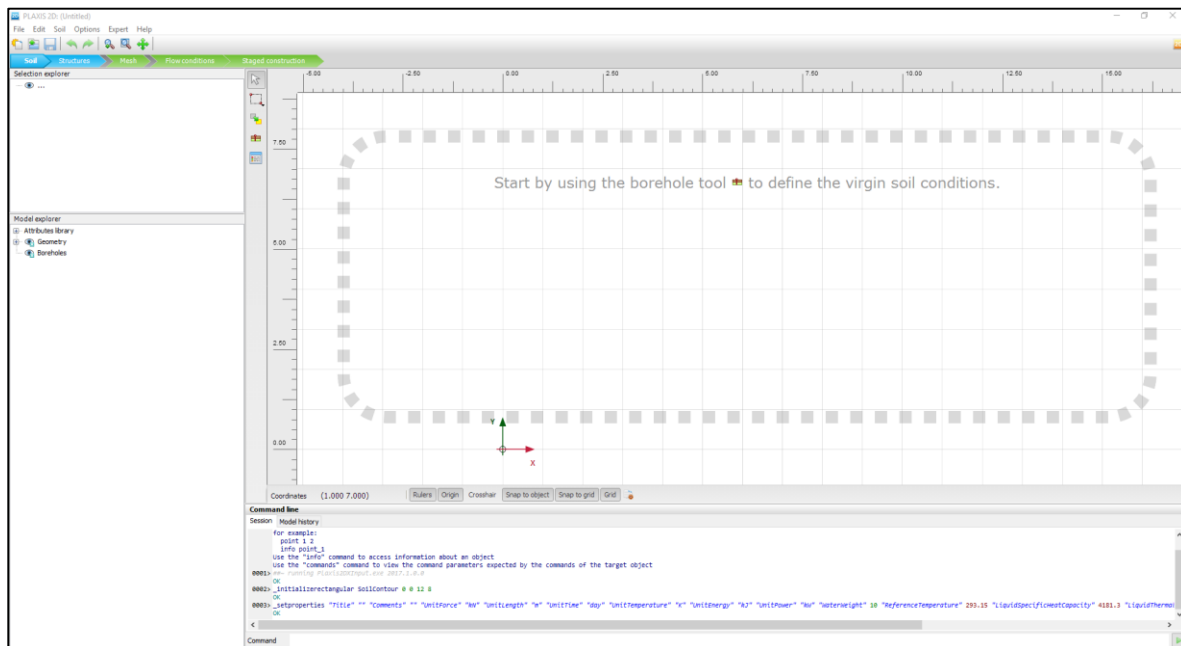 PLAXIS 2D: (Untitled)
File Edit Soil Options Expert Help
Soil Structures Mesh Flow conditions Staged construction
Selection explorer
...
Model explorer
Attributes library
Geometry
Boreholes
-5.00 -2.50 0.00 2.50 5.00 7.50 10.00 12.50 15.00
7.50
5.00
2.50
0.00
Start by using the borehole tool to define the virgin soil conditions.
Y
X
Coordinates (1.000 7.000) Rulers Origin Crosshair Snap to object Snap to grid Grid
Command line
Session Model history
for example:
point 1 2
info point_1
Use the "info" command to access information about an object
Use the "commands" command to view the command parameters expected by the commands of the target object
0001> ##- running Plaxis2DXInput.exe 2017.1.0.0
OK
0002> _initializerectangular SoilContour 0 0 12 8
OK
0003> _setproperties "Title" "" "Comments" "" "UnitForce" "kN" "UnitLength" "m" "UnitTime" "day" "UnitTemperature" "K" "UnitEnergy" "kJ" "UnitPower" "kW" "WaterWeight" 10 "ReferenceTemperature" 293.15 "LiquidSpecificHeatCapacity" 4181.3 "LiquidTherma
OK
Command